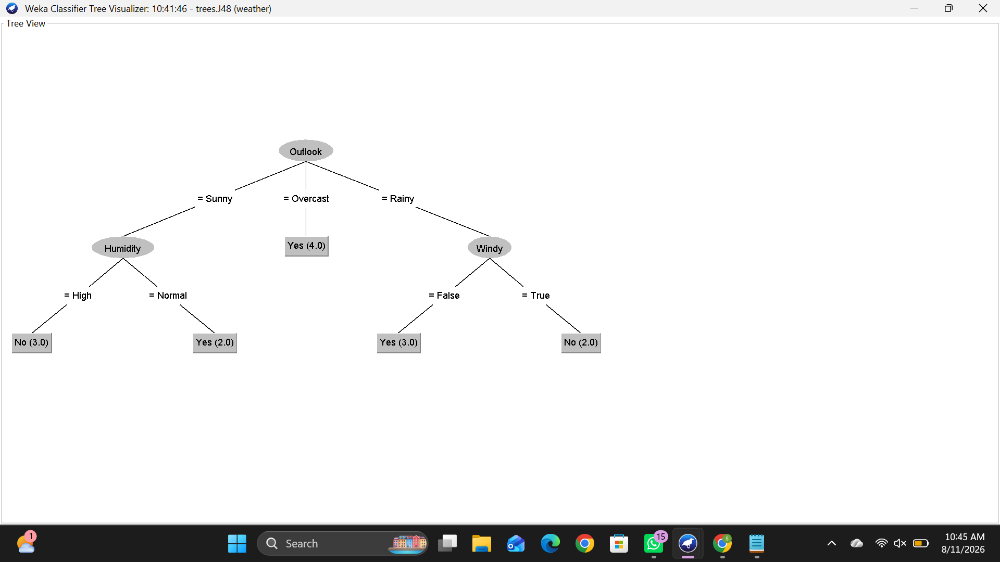 Weka Classifier Tree Visualizer: 10:41:46 - trees.J48 (weather)
Tree View
Outlook
= Sunny
= Overcast
= Rainy
Humidity
Yes (4.0)
Windy
= High
= Normal
= False
= True
No (3.0)
Yes (2.0)
Yes (3.0)
No (2.0)
1
Search
15
S
10:45 AM
8/11/2026